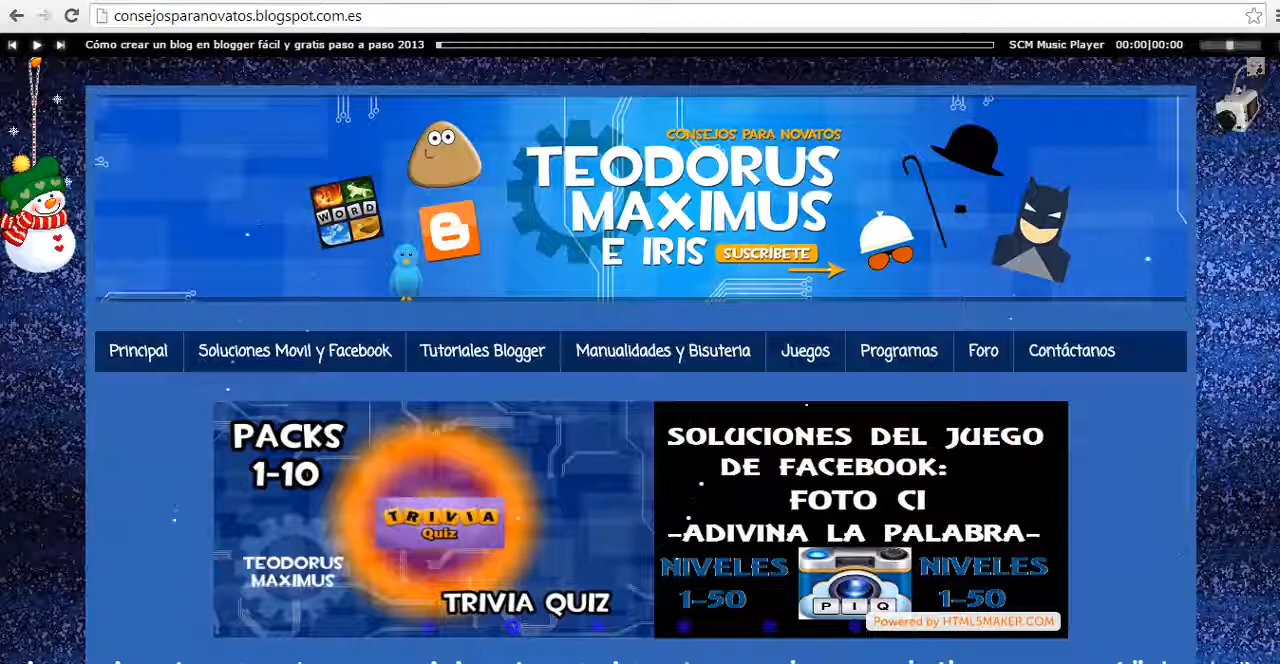 consejosparanovatos.blogspot.com.es
Cómo crear un blog en blogger fácil y gratis paso a paso 2013
SCM Music Player 00:00|00:00
CONSEJOS PARA NOVATOS
TEODORUS
MAXIMUS
E IRIS SUSCRÍBETE
WORD
Principal Soluciones Movil y Facebook Tutoriales Blogger Manualidades y Bisuteria Juegos Programas Foro Contáctanos
PACKS
1-10
TRIVIA
Quiz
TEODORUS
MAXIMUS
TRIVIA QUIZ
SOLUCIONES DEL JUEGO
DE FACEBOOK:
FOTO CI
-ADIVINA LA PALABRA-
NIVELES NIVELES
1-50 1-50
P I Q
Powered by HTML5MAKER.COM